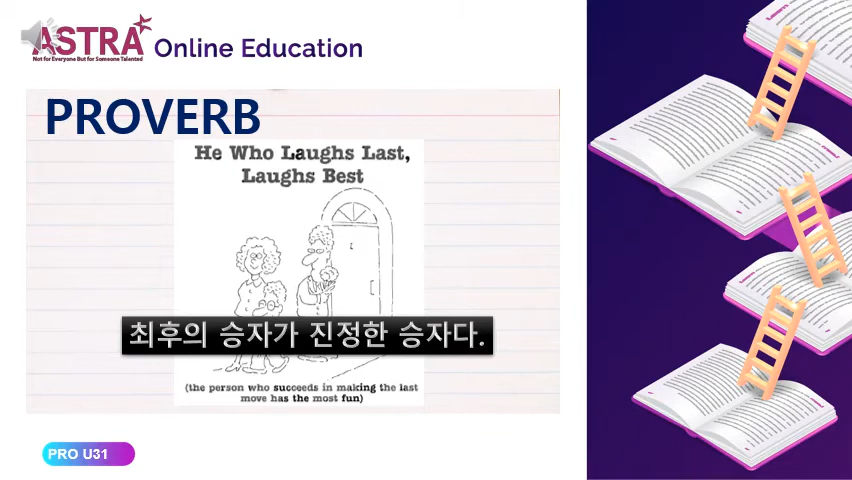 ASTRA
Not for Everyone But for Someone Talented
Online Education
PROVERB
He Who Laughs Last,
Laughs Best
최후의 승자가 진정한 승자다.
(the person who succeeds in making the last
move has the most fun)
PRO U31